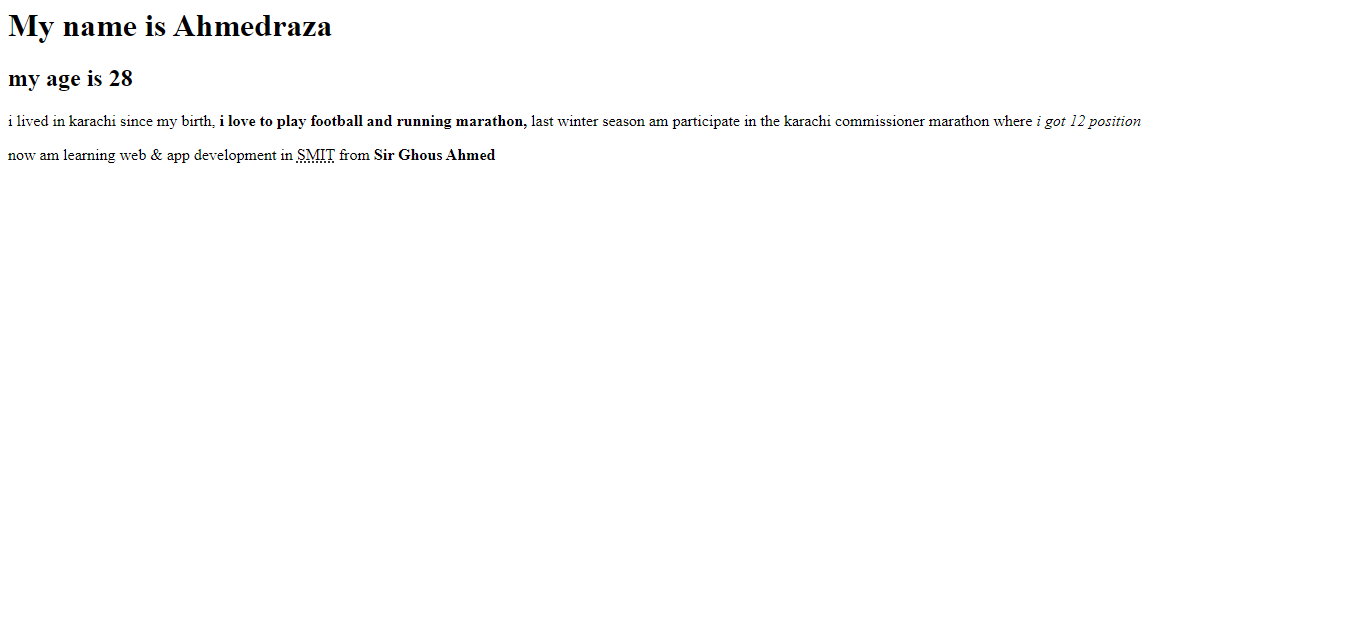 My name is Ahmedraza
my age is 28
i lived in karachi since my birth, i love to play football and running marathon, last winter season am participate in the karachi commissioner marathon where i got 12 position
now am learning web & app development in SMIT from Sir Ghous Ahmed